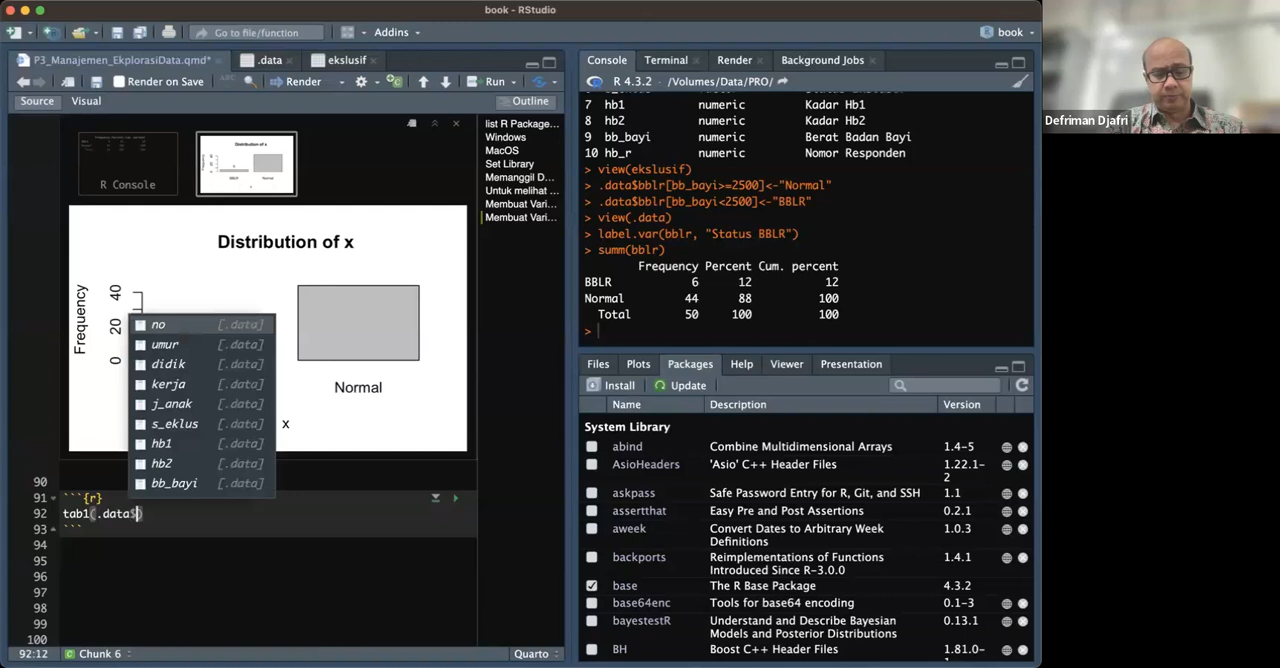 book - RStudio
Go to file/function
Addins
book
P3_Manajemen_EkplorasiData.qmd*
.data
ekslusif
Render on Save
ABC
Render
Run
Source
Visual
Outline
R Console
Distribution of x
Frequency
40
20
0
Normal
x
no [.data]
umur [.data]
didik [.data]
kerja [.data]
j_anak [.data]
s_eklus [.data]
hb1 [.data]
hb2 [.data]
bb_bayi [.data]
90
91 ```{r}
92 tab1(.data$)
93 ```
94
95
96
97
98
99
100
92:12
Chunk 6
Quarto
list R Package...
Windows
MacOS
Set Library
Memanggil D...
Untuk melihat ...
Membuat Vari...
Membuat Vari...
Console
Terminal
Render
Background Jobs
R 4.3.2 · /Volumes/Data/PRO/
7 hb1 numeric Kadar Hb1
8 hb2 numeric Kadar Hb2
9 bb_bayi numeric Berat Badan Bayi
10 hb_r numeric Nomor Responden
> view(ekslusif)
> .data$bblr[bb_bayi>=2500]<-"Normal"
> .data$bblr[bb_bayi<2500]<-"BBLR"
> view(.data)
> label.var(bblr, "Status BBLR")
> summ(bblr)
Frequency Percent Cum. percent
BBLR 6 12 12
Normal 44 88 100
Total 50 100 100
>
Files
Plots
Packages
Help
Viewer
Presentation
Install
Update
Name Description Version
System Library
abind Combine Multidimensional Arrays 1.4-5
AsioHeaders 'Asio' C++ Header Files 1.22.1-
2
askpass Safe Password Entry for R, Git, and SSH 1.1
assertthat Easy Pre and Post Assertions 0.2.1
aweek Convert Dates to Arbitrary Week 1.0.3
Definitions
backports Reimplementations of Functions 1.4.1
Introduced Since R-3.0.0
base The R Base Package 4.3.2
base64enc Tools for base64 encoding 0.1-3
bayestestR Understand and Describe Bayesian 0.13.1
Models and Posterior Distributions
BH Boost C++ Header Files 1.81.0-
Defriman Djafri